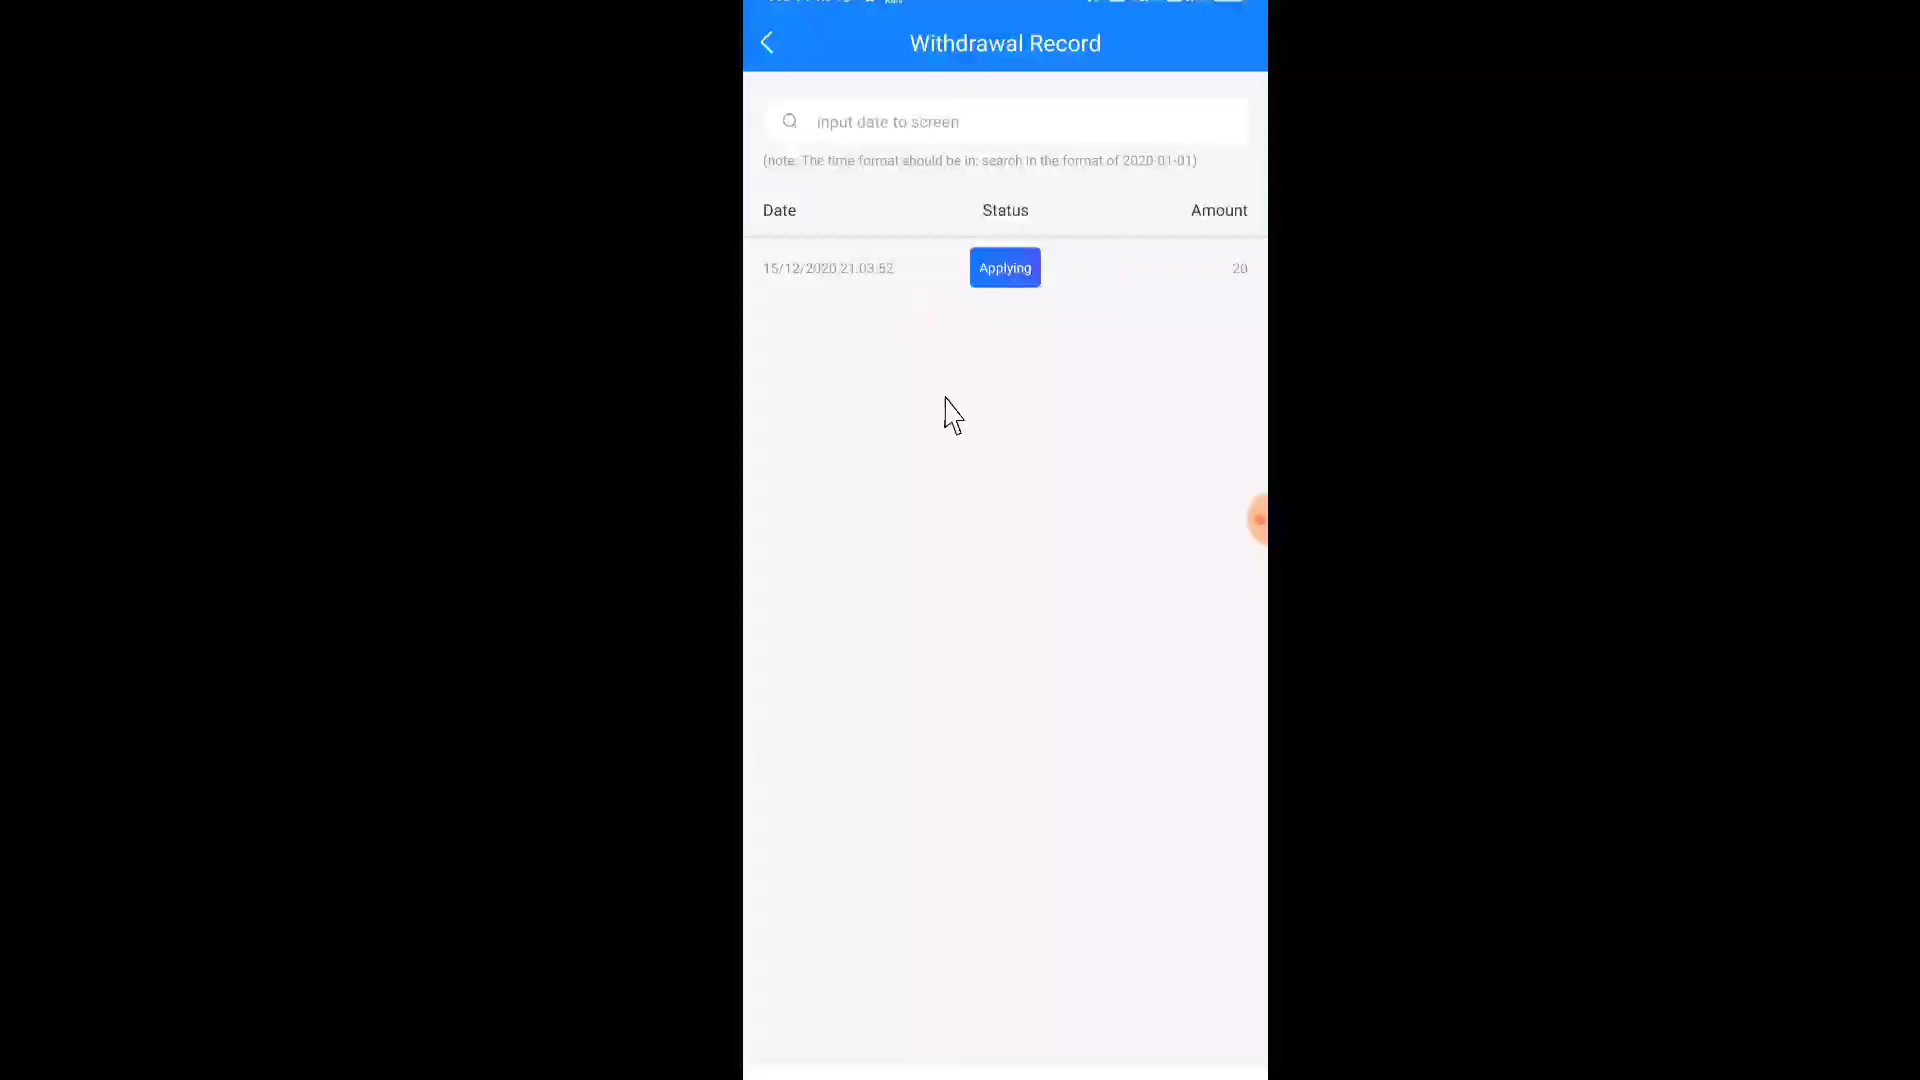 Withdrawal Record
input date to screen
(note: The time format should be in: search in the format of 2020-01-01)
Date Status Amount
15/12/2020 21:03:52 Applying 20